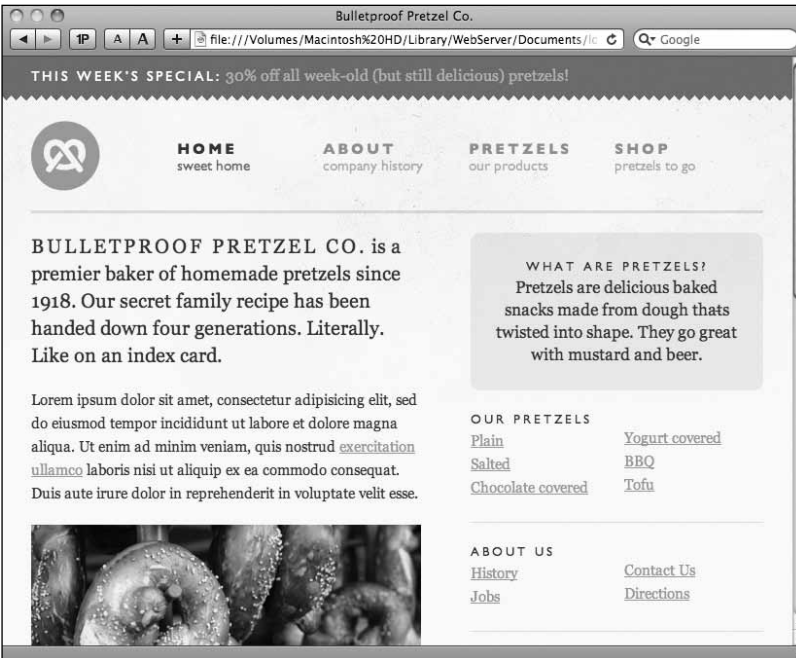 Bulletproof Pretzel Co.
1P A A + file:///Volumes/Macintosh%20HD/Library/WebServer/Documents/lc Google
THIS WEEK'S SPECIAL: 30% off all week-old (but still delicious) pretzels!
HOME ABOUT PRETZELS SHOP
sweet home company history our products pretzels to go
BULLETPROOF PRETZEL CO. is a
premier baker of homemade pretzels since
1918. Our secret family recipe has been
handed down four generations. Literally.
Like on an index card.
Lorem ipsum dolor sit amet, consectetur adipisicing elit, sed
do eiusmod tempor incididunt ut labore et dolore magna
aliqua. Ut enim ad minim veniam, quis nostrud exercitation
ullamco laboris nisi ut aliquip ex ea commodo consequat.
Duis aute irure dolor in reprehenderit in voluptate velit esse.
WHAT ARE PRETZELS?
Pretzels are delicious baked
snacks made from dough thats
twisted into shape. They go great
with mustard and beer.
OUR PRETZELS
Plain
Salted
Chocolate covered
Yogurt covered
BBQ
Tofu
ABOUT US
History
Jobs
Contact Us
Directions